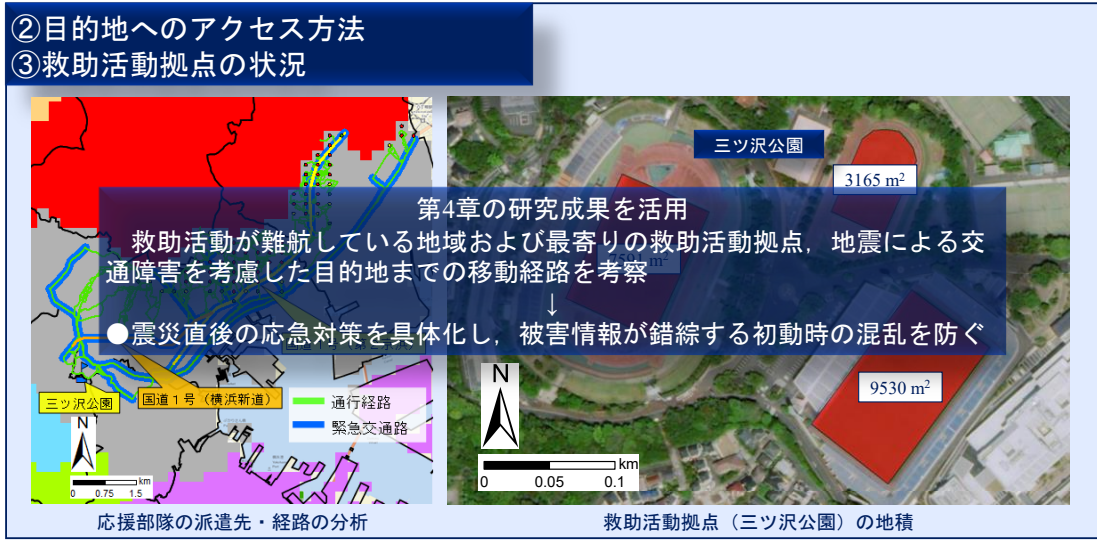 ②目的地へのアクセス方法
③救助活動拠点の状況
三ツ沢公園
3165 m²
第4章の研究成果を活用
救助活動が難航している地域および最寄りの救助活動拠点，地震による交
通障害を考慮した目的地までの移動経路を考察
↓
●震災直後の応急対策を具体化し，被害情報が錯綜する初動時の混乱を防ぐ
9530 m²
三ツ沢公園
国道１号（横浜新道）
通行経路
緊急交通路
N
km
0 0.75 1.5
N
km
0 0.05 0.1
応援部隊の派遣先・経路の分析
救助活動拠点（三ツ沢公園）の地積